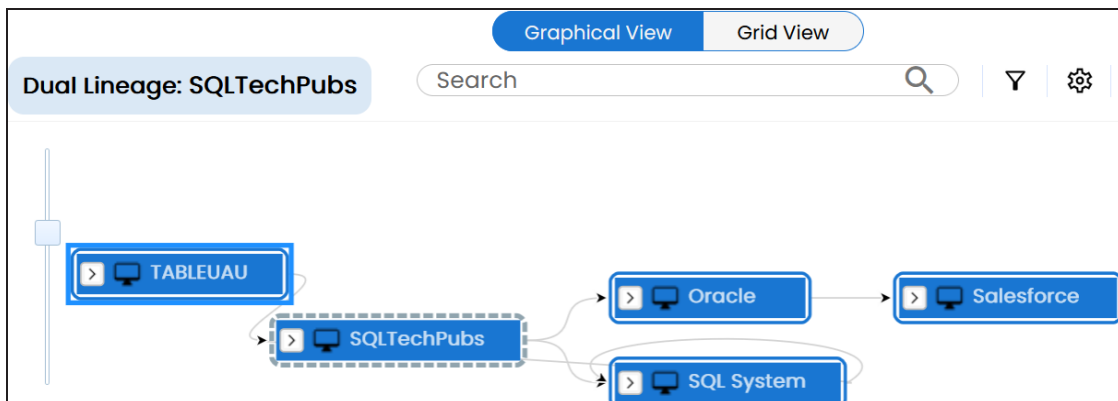 Graphical View Grid View
Dual Lineage: SQLTechPubs Search
TABLEUAU
Oracle Salesforce
SQLTechPubs
SQL System